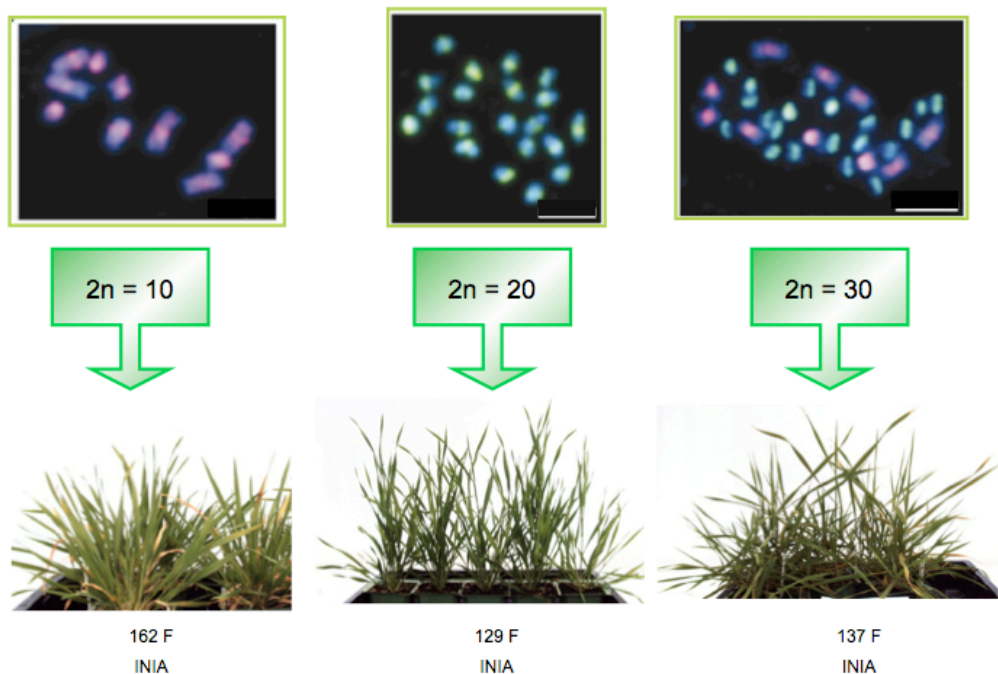 2n = 10
2n = 20
2n = 30
162 F
INIA
129 F
INIA
137 F
INIA